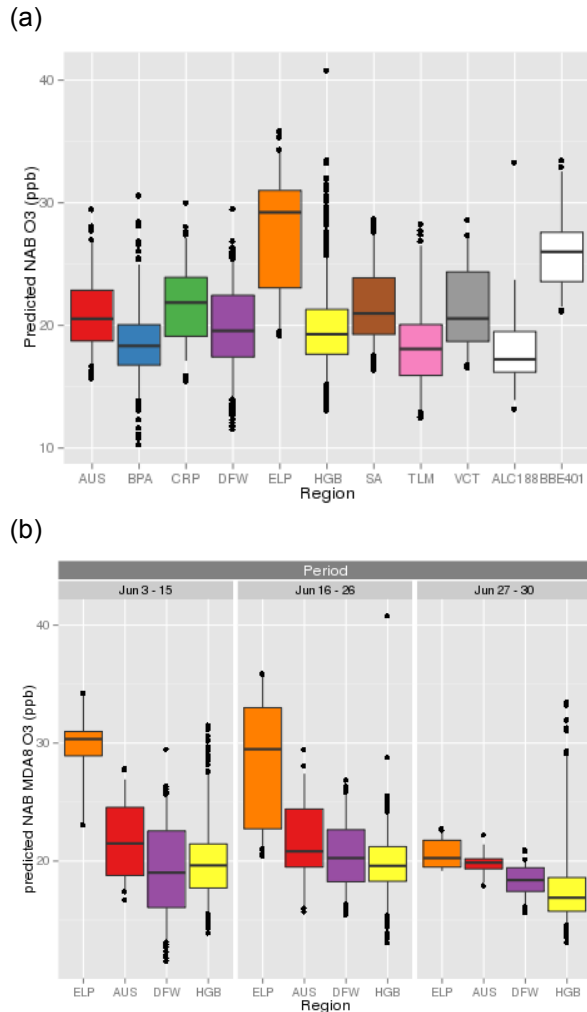 (a)
40
30
20
10
Predicted NAB O3 (ppb)
AUS BPA CRP DFW ELP HGB SA TLM VCT ALC188 BBE401
Region
(b)
Period
Jun 3 - 15 Jun 16 - 26 Jun 27 - 30
40
30
20
predicted NAB MDA8 O3 (ppb)
ELP AUS DFW HGB ELP AUS DFW HGB ELP AUS DFW HGB
Region